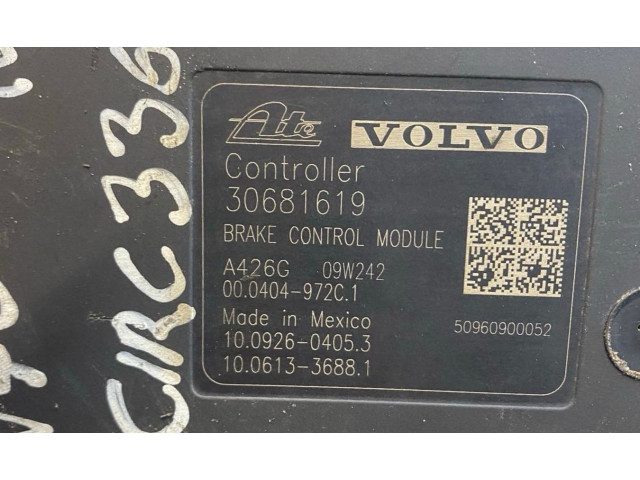 Ate VOLVO
Controller
30681619
BRAKE CONTROL MODULE
A426G 09W242
00.0404-972C.1
Made in Mexico 50960900052
10.0926-0405.3
10.0613-3688.1
CIRC336